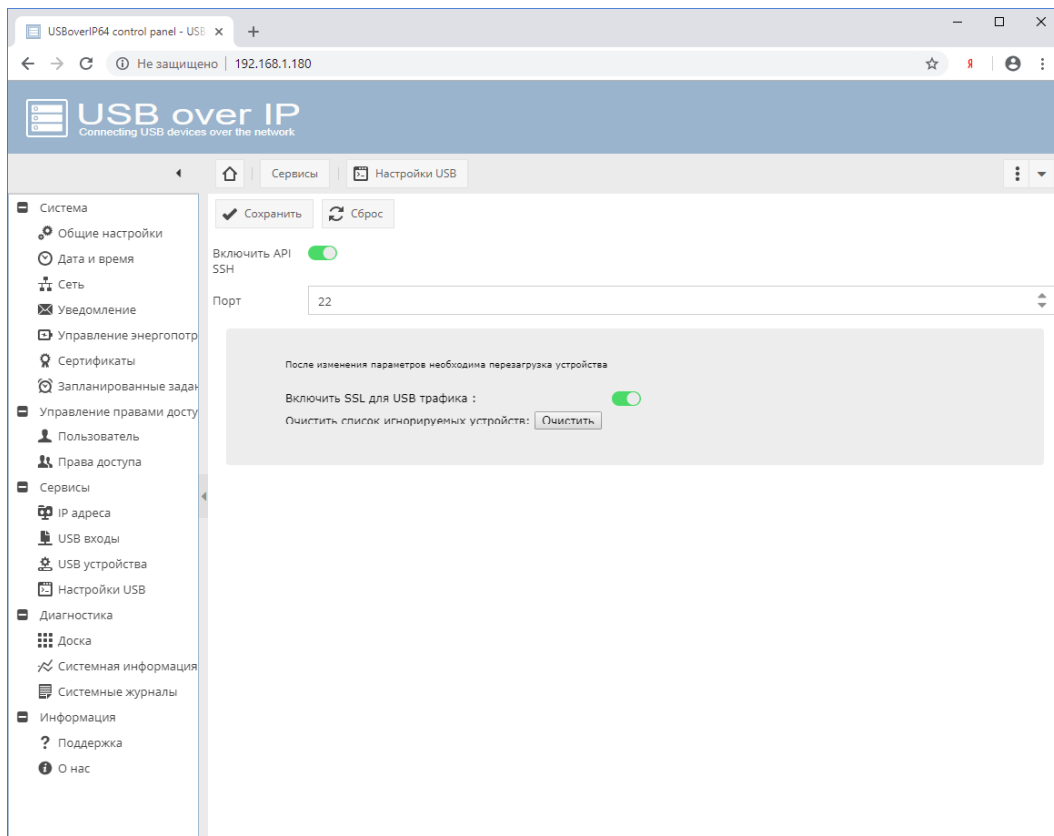 USBoverIP64 control panel - USB
Не защищено
192.168.1.180
Я
USB over IP
Connecting USB devices over the network
Сервисы
Настройки USB
Система
Общие настройки
Дата и время
Сеть
Уведомление
Управление энергопотр
Сертификаты
Запланированные задан
Управление правами досту
Пользователь
Права доступа
Сервисы
IP адреса
USB входы
USB устройства
Настройки USB
Диагностика
Доска
Системная информация
Системные журналы
Информация
Поддержка
О нас
Сохранить
Сброс
Включить API
SSH
Порт
22
После изменения параметров необходима перезагрузка устройства
Включить SSL для USB трафика :
Очистить список игнорируемых устройств: Очистить